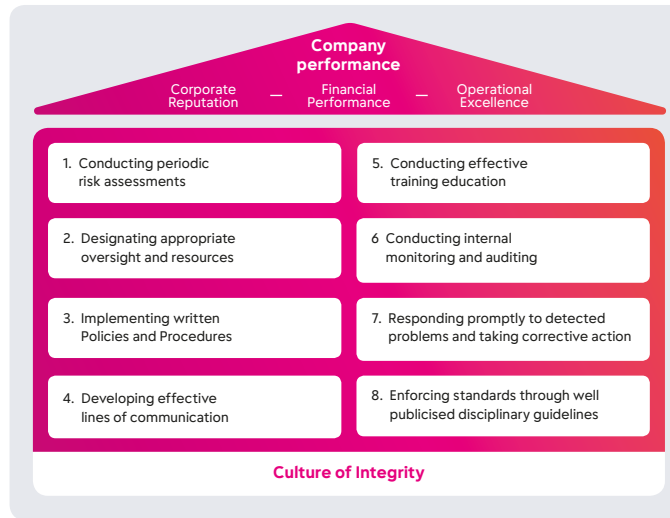 Company
performance
Corporate
Reputation
—
Financial
Performance
—
Operational
Excellence
1. Conducting periodic
risk assessments
2. Designating appropriate
oversight and resources
3. Implementing written
Policies and Procedures
4. Developing effective
lines of communication
5. Conducting effective
training education
6 Conducting internal
monitoring and auditing
7. Responding promptly to detected
problems and taking corrective action
8. Enforcing standards through well
publicised disciplinary guidelines
Culture of Integrity